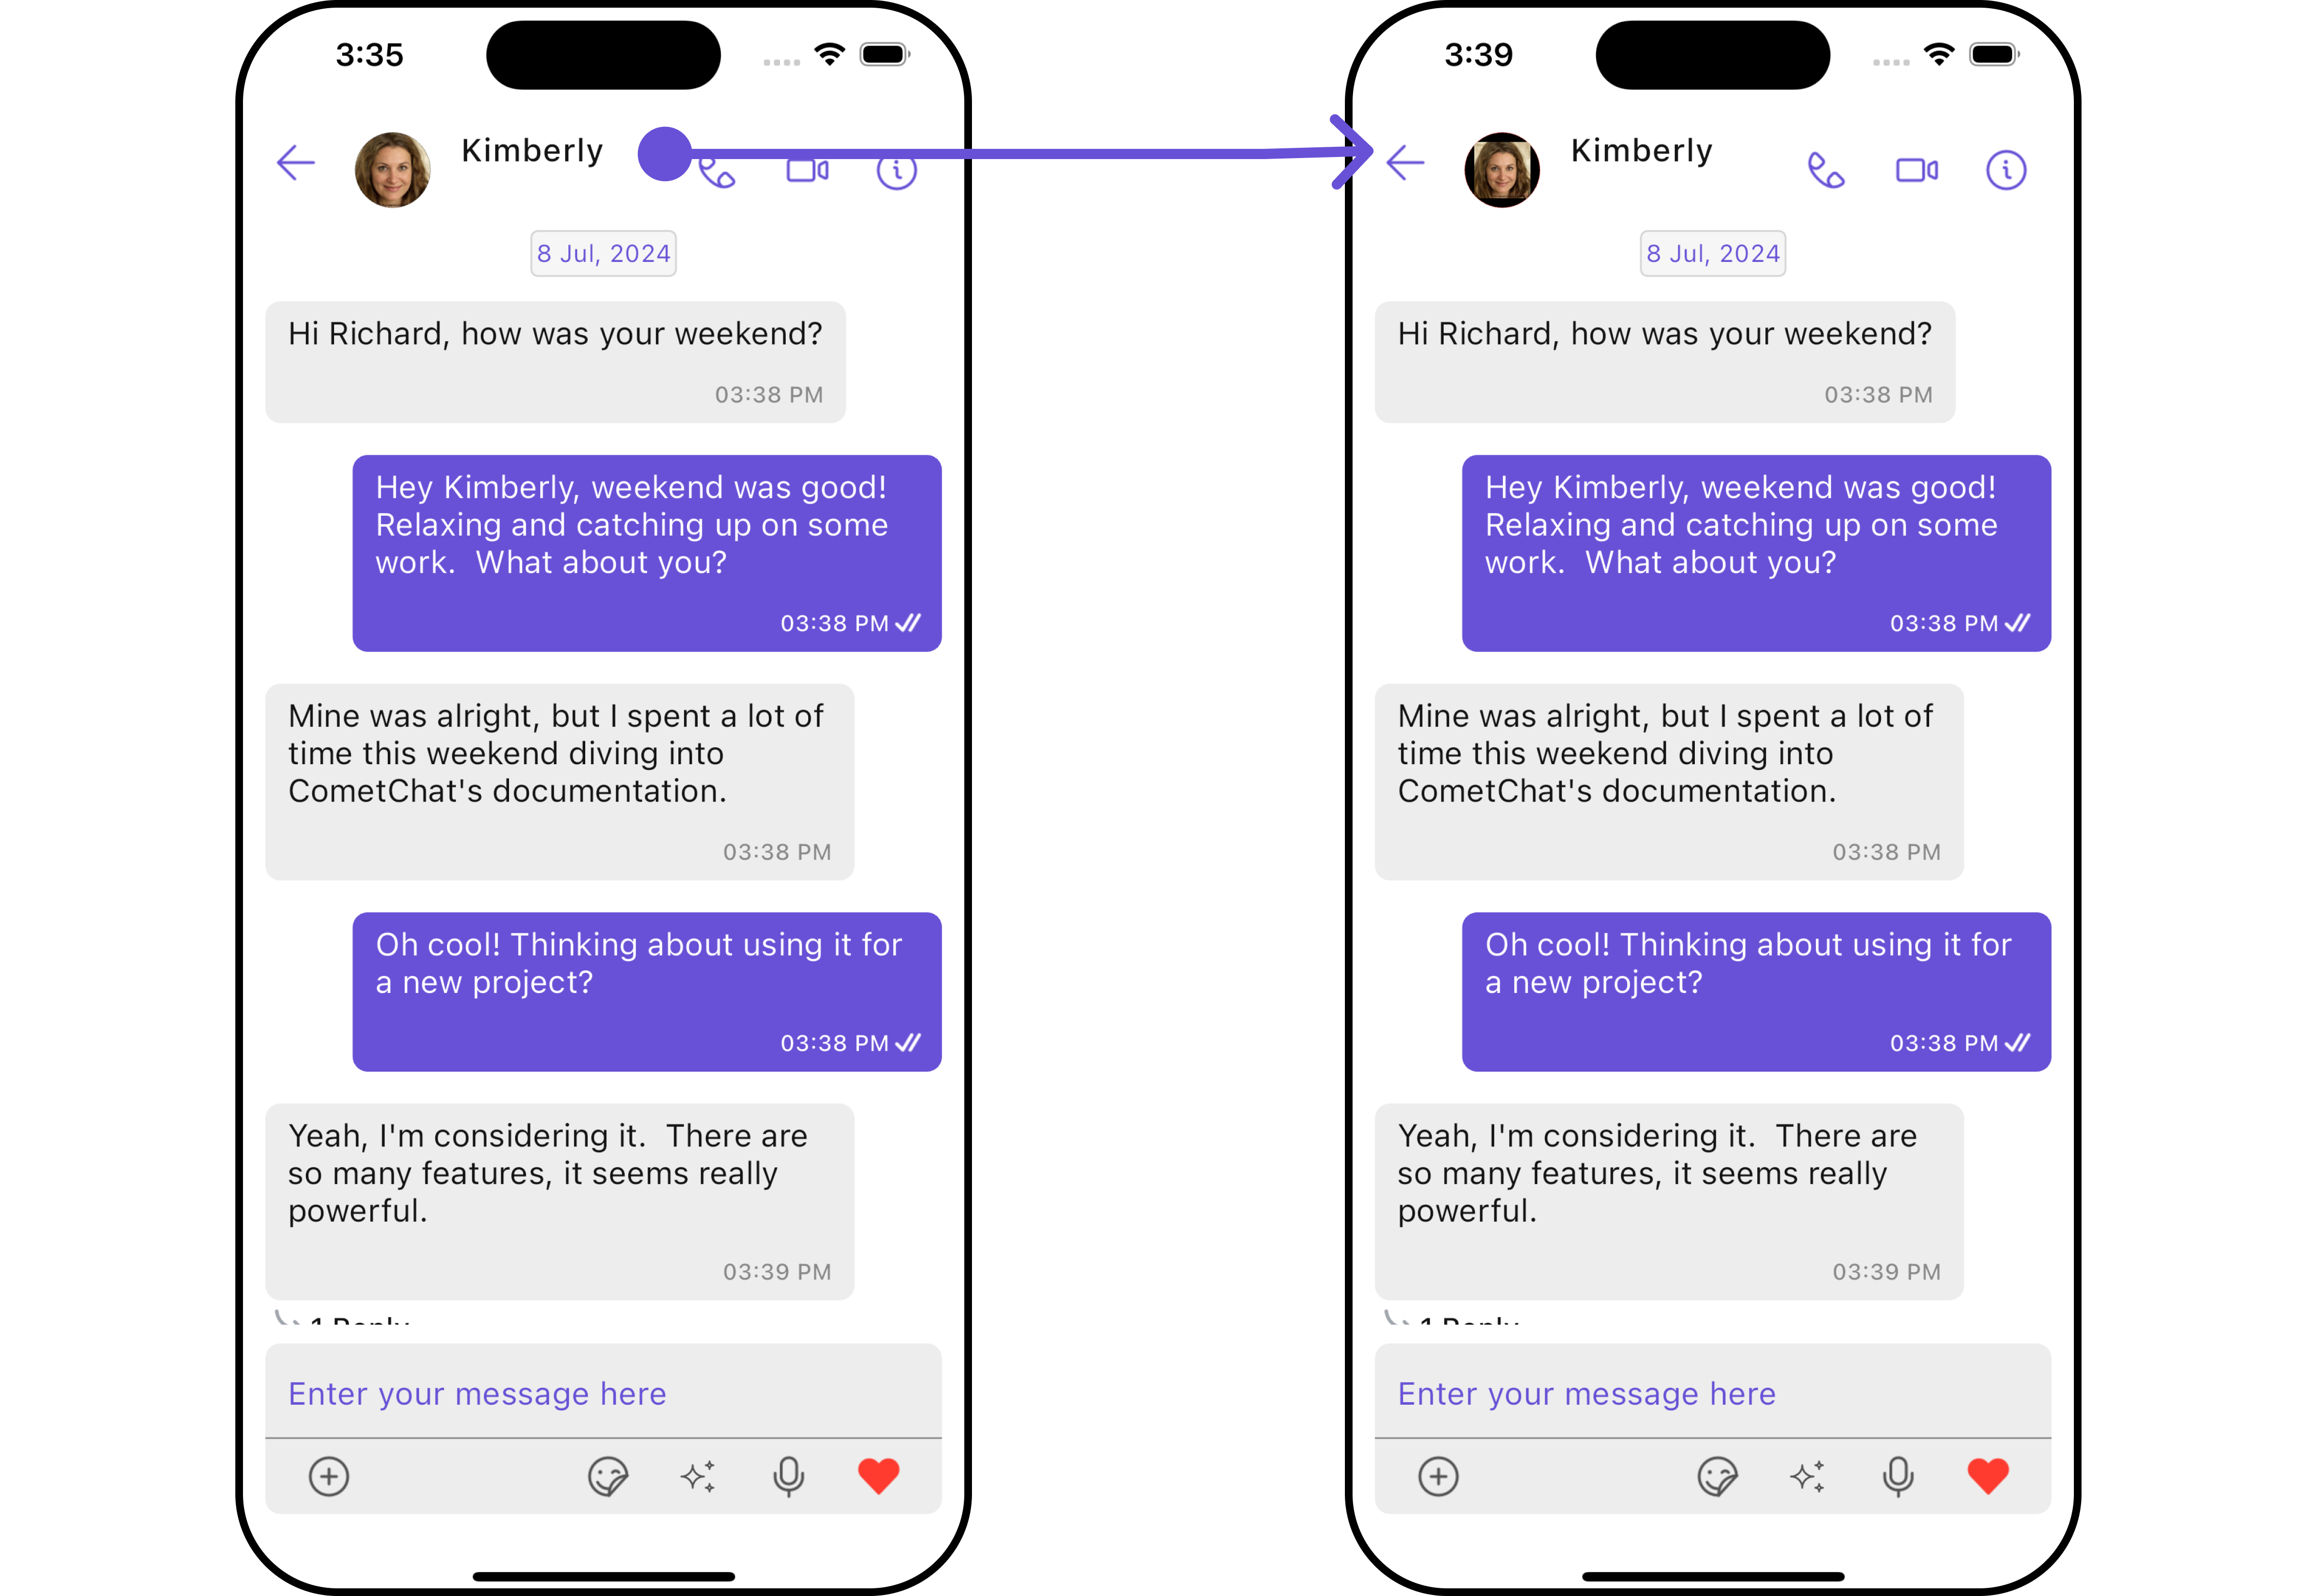 3:35
Kimberly
8 Jul, 2024
Hi Richard, how was your weekend?
03:38 PM
Hey Kimberly, weekend was good!
Relaxing and catching up on some
work.  What about you?
03:38 PM
Mine was alright, but I spent a lot of
time this weekend diving into
CometChat's documentation.
03:38 PM
Oh cool! Thinking about using it for
a new project?
03:38 PM
Yeah, I'm considering it.  There are
so many features, it seems really
powerful.
03:39 PM
1 Reply
Enter your message here
3:39
Kimberly
8 Jul, 2024
Hi Richard, how was your weekend?
03:38 PM
Hey Kimberly, weekend was good!
Relaxing and catching up on some
work.  What about you?
03:38 PM
Mine was alright, but I spent a lot of
time this weekend diving into
CometChat's documentation.
03:38 PM
Oh cool! Thinking about using it for
a new project?
03:38 PM
Yeah, I'm considering it.  There are
so many features, it seems really
powerful.
03:39 PM
1 Reply
Enter your message here